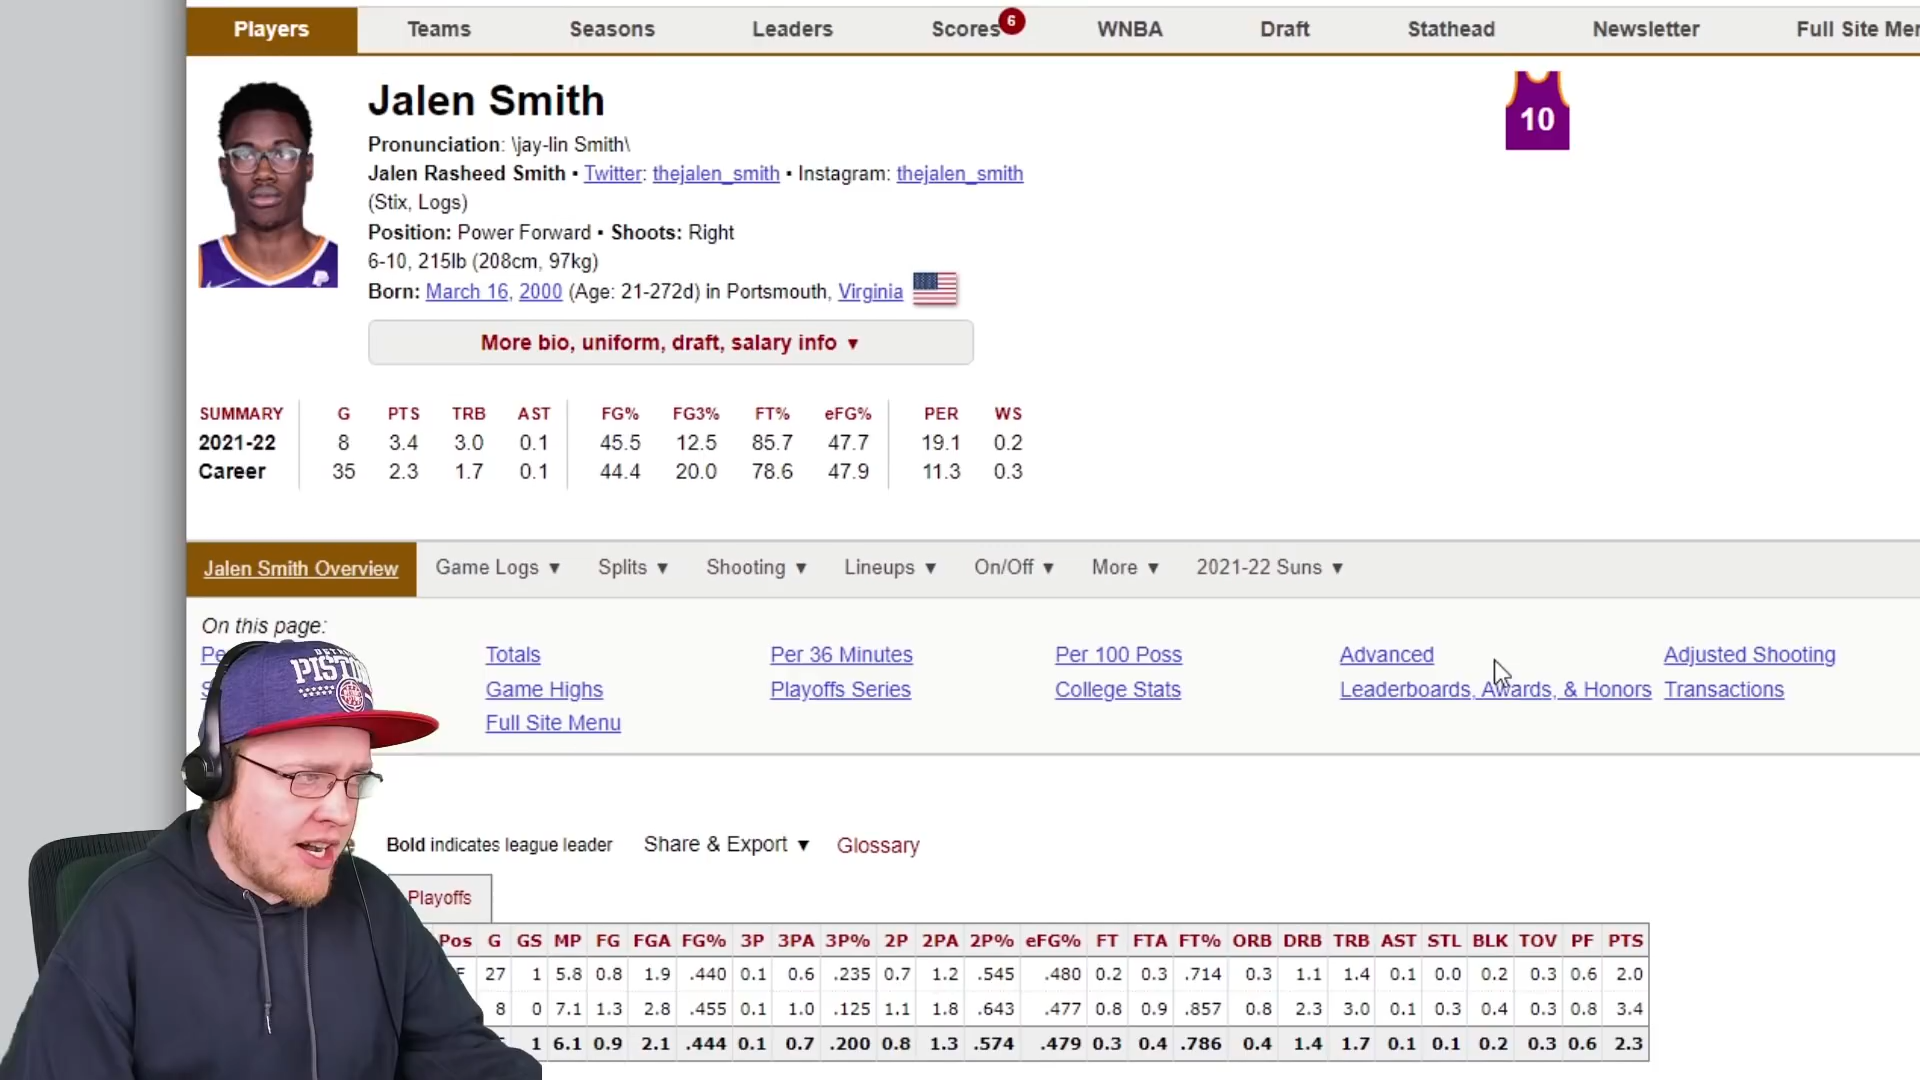 Players Teams Seasons Leaders Scores 6 WNBA Draft Stathead Newsletter Full Site
Jalen Smith
10
Pronunciation: \jay-lin Smith\
Jalen Rasheed Smith ▪ Twitter: thejalen_smith ▪ Instagram: thejalen_smith
(Stix, Logs)
Position: Power Forward ▪ Shoots: Right
6-10, 215lb (208cm, 97kg)
Born: March 16, 2000 (Age: 21-272d) in Portsmouth, Virginia
More bio, uniform, draft, salary info ▼
SUMMARY G PTS TRB AST FG% FG3% FT% eFG% PER WS
2021-22 8 3.4 3.0 0.1 45.5 12.5 85.7 47.7 19.1 0.2
Career 35 2.3 1.7 0.1 44.4 20.0 78.6 47.9 11.3 0.3
Jalen Smith Overview Game Logs ▼ Splits ▼ Shooting ▼ Lineups ▼ On/Off ▼ More ▼ 2021-22 Suns ▼
On this page:
Totals Per 36 Minutes Per 100 Poss Advanced Adjusted Shooting
Game Highs Playoffs Series College Stats Leaderboards, Awards, & Honors Transactions
Full Site Menu
Bold indicates league leader Share & Export ▼ Glossary
Playoffs
Pos G GS MP FG FGA FG% 3P 3PA 3P% 2P 2PA 2P% eFG% FT FTA FT% ORB DRB TRB AST STL BLK TOV PF PTS
27 1 5.8 0.8 1.9 .440 0.1 0.6 .235 0.7 1.2 .545 .480 0.2 0.3 .714 0.3 1.1 1.4 0.1 0.0 0.2 0.3 0.6 2.0
8 0 7.1 1.3 2.8 .455 0.1 1.0 .125 1.1 1.8 .643 .477 0.8 0.9 .857 0.8 2.3 3.0 0.1 0.3 0.4 0.3 0.8 3.4
1 6.1 0.9 2.1 .444 0.1 0.7 .200 0.8 1.3 .574 .479 0.3 0.4 .786 0.4 1.4 1.7 0.1 0.1 0.2 0.3 0.6 2.3